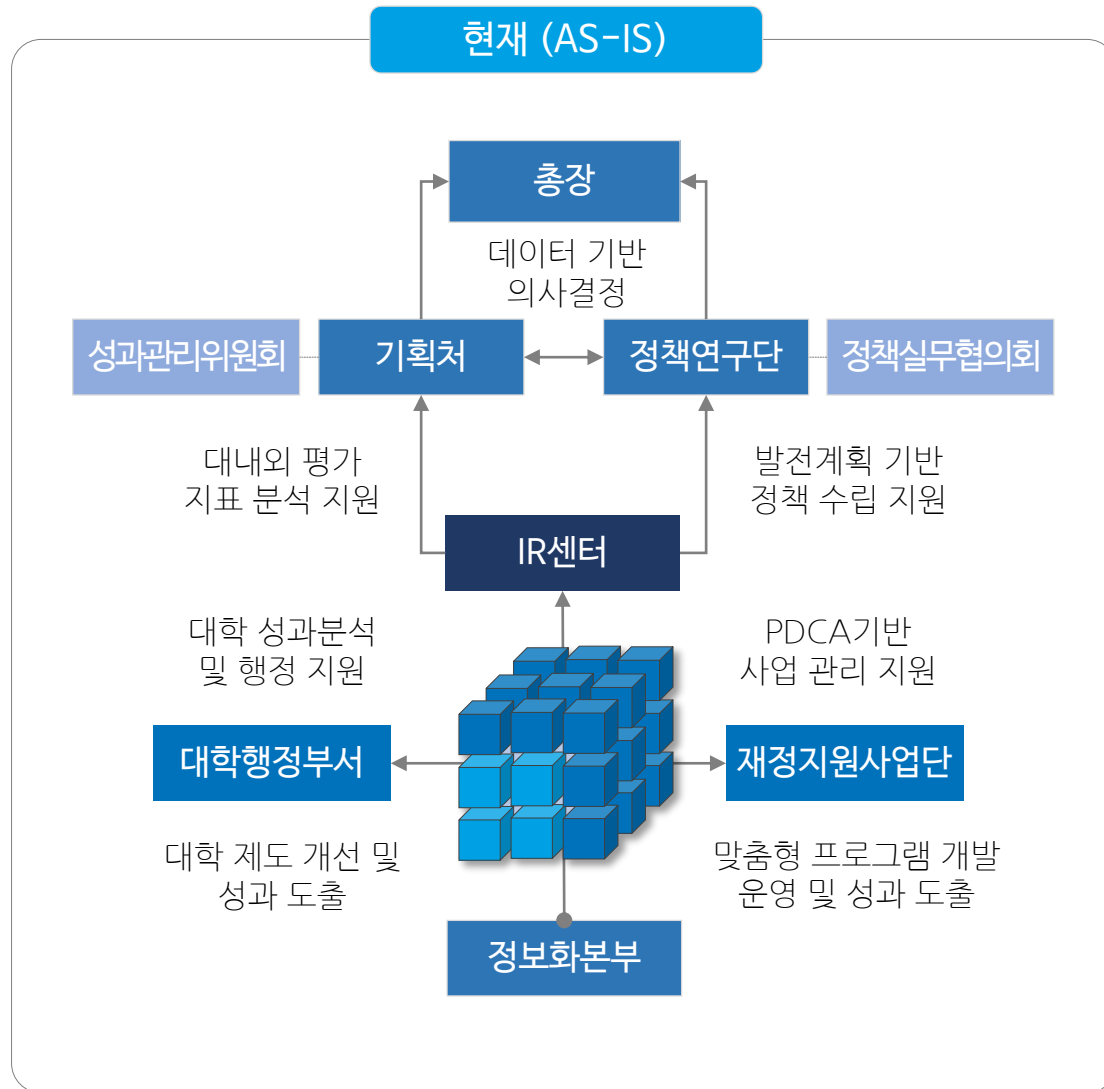 현재 (AS-IS)
총장
데이터 기반
의사결정
성과관리위원회
기획처
정책연구단
정책실무협의회
대내외 평가
지표 분석 지원
발전계획 기반
정책 수립 지원
IR센터
대학 성과분석
및 행정 지원
PDCA기반
사업 관리 지원
대학행정부서
재정지원사업단
대학 제도 개선 및
성과 도출
맞춤형 프로그램 개발
운영 및 성과 도출
정보화본부